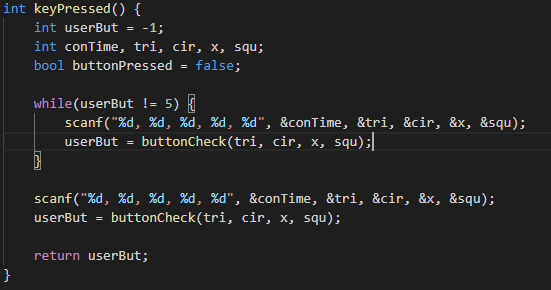 int keyPressed() {
    int userBut = -1;
    int conTime, tri, cir, x, squ;
    bool buttonPressed = false;

    while(userBut != 5) {
        scanf("%d, %d, %d, %d, %d", &conTime, &tri, &cir, &x, &squ);
        userBut = buttonCheck(tri, cir, x, squ);
    }

    scanf("%d, %d, %d, %d, %d", &conTime, &tri, &cir, &x, &squ);
    userBut = buttonCheck(tri, cir, x, squ);

    return userBut;
}